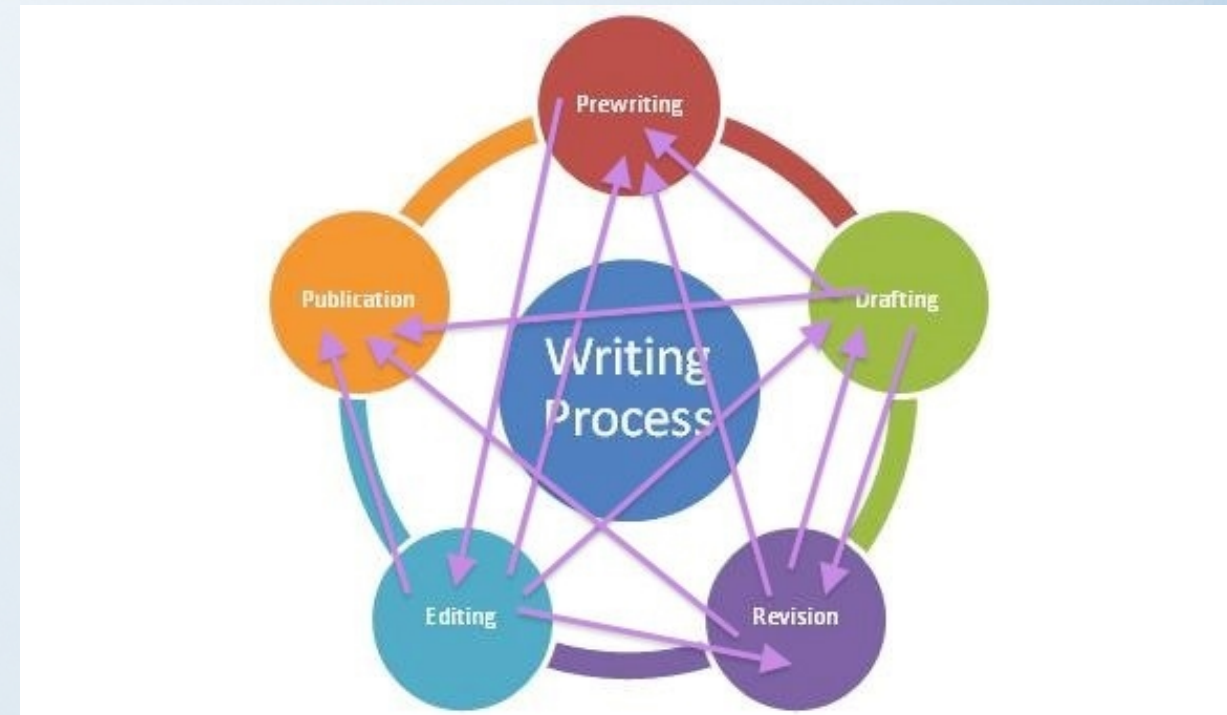 Prewriting
Drafting
Revision
Editing
Publication
Writing
Process